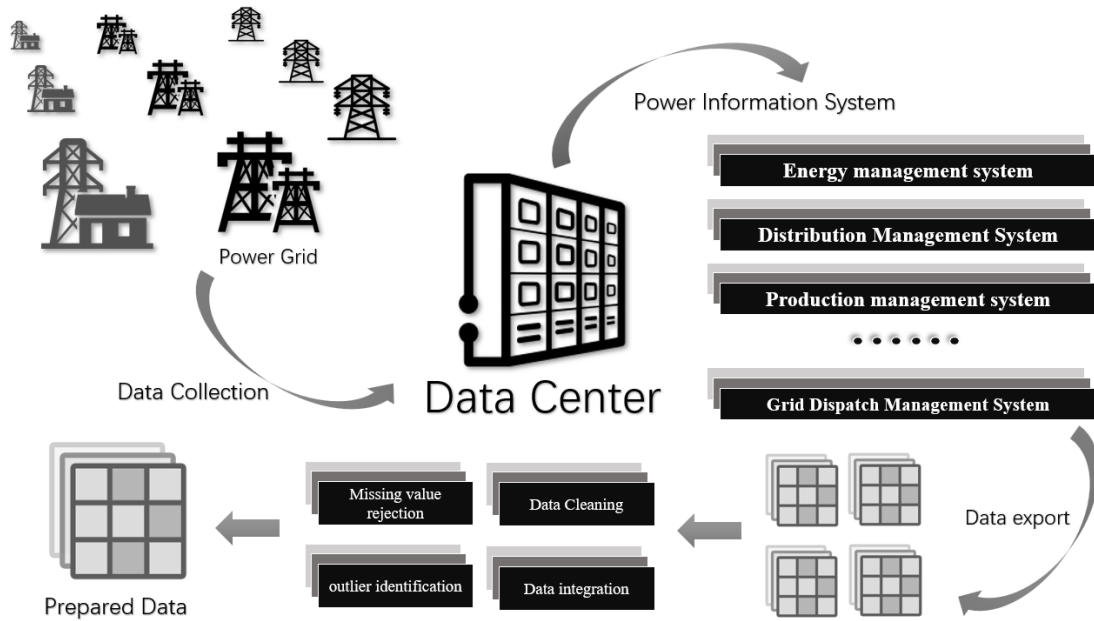 Power Information System
Energy management system
Distribution Management System
Production management system
......
Grid Dispatch Management System
Power Grid
Data Collection
Data Center
Data export
Missing value
rejection
Data Cleaning
outlier identification
Data integration
Prepared Data